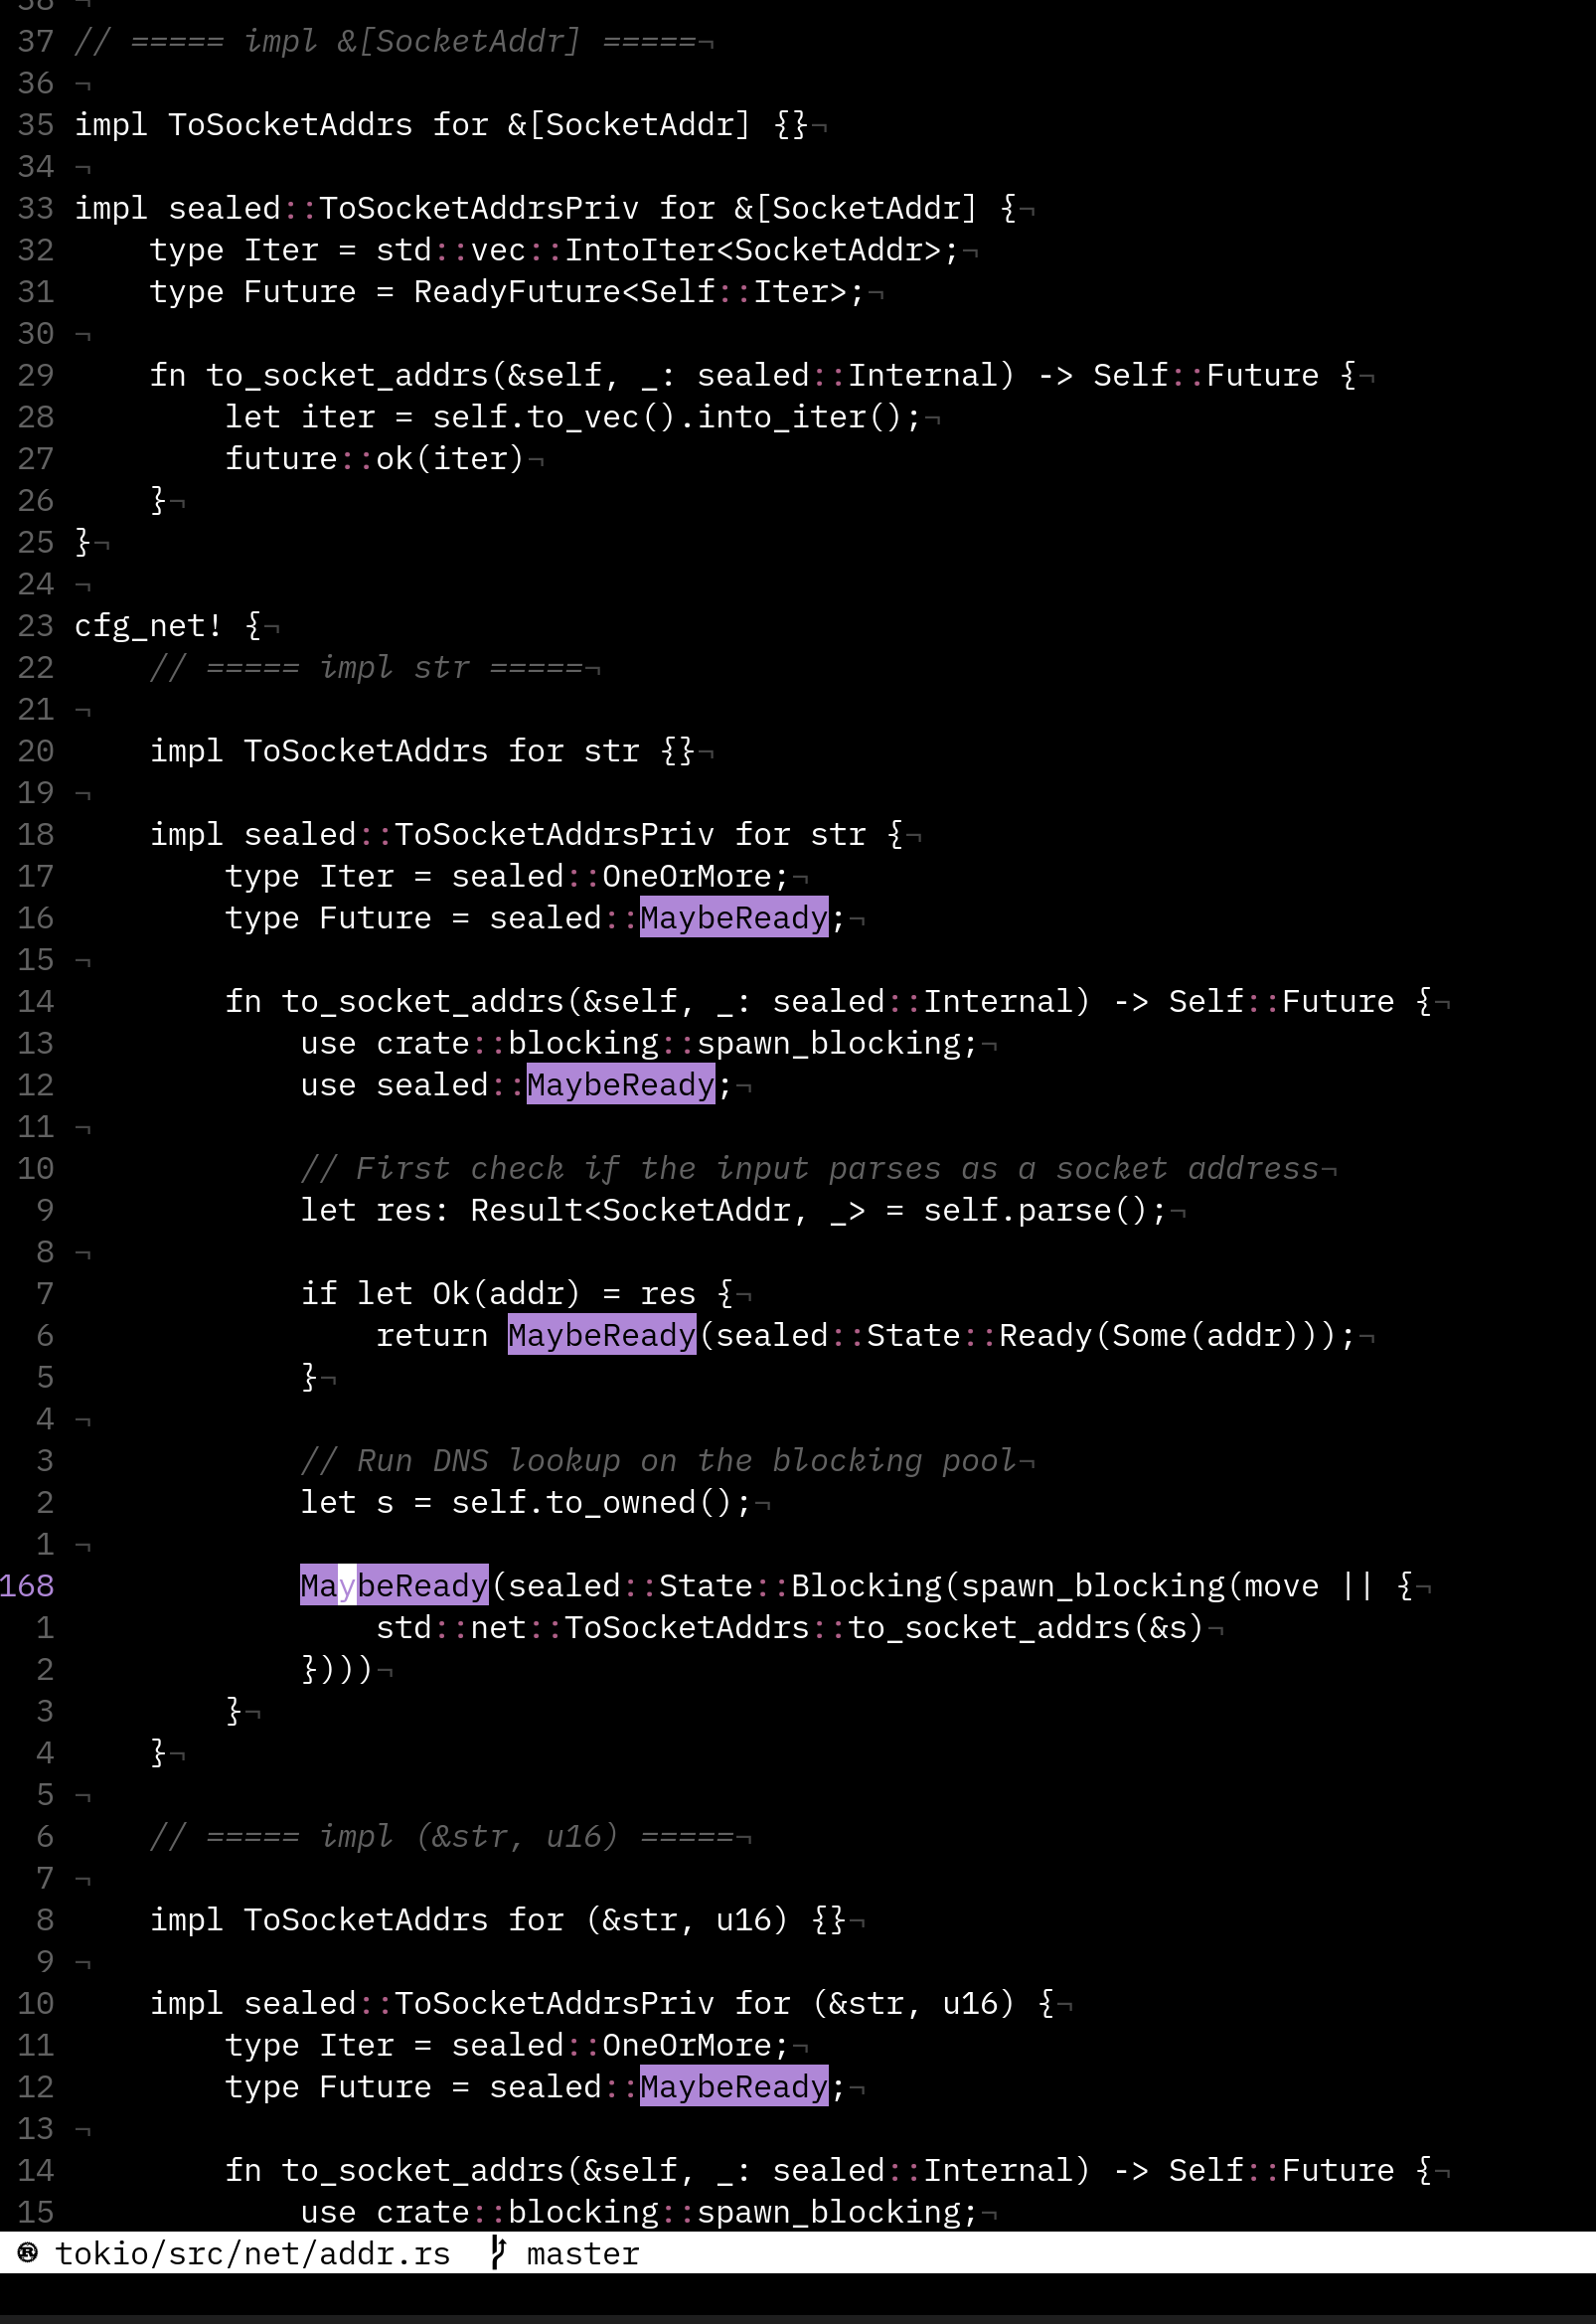 38 ¬
37 // ===== impl &[SocketAddr] =====¬
36 ¬
35 impl ToSocketAddrs for &[SocketAddr] {}¬
34 ¬
33 impl sealed::ToSocketAddrsPriv for &[SocketAddr] {¬
32     type Iter = std::vec::IntoIter<SocketAddr>;¬
31     type Future = ReadyFuture<Self::Iter>;¬
30 ¬
29     fn to_socket_addrs(&self, _: sealed::Internal) -> Self::Future {¬
28         let iter = self.to_vec().into_iter();¬
27         future::ok(iter)¬
26     }¬
25 }¬
24 ¬
23 cfg_net! {¬
22     // ===== impl str =====¬
21 ¬
20     impl ToSocketAddrs for str {}¬
19 ¬
18     impl sealed::ToSocketAddrsPriv for str {¬
17         type Iter = sealed::OneOrMore;¬
16         type Future = sealed::MaybeReady;¬
15 ¬
14         fn to_socket_addrs(&self, _: sealed::Internal) -> Self::Future {¬
13             use crate::blocking::spawn_blocking;¬
12             use sealed::MaybeReady;¬
11 ¬
10             // First check if the input parses as a socket address¬
9             let res: Result<SocketAddr, _> = self.parse();¬
8 ¬
7             if let Ok(addr) = res {¬
6                 return MaybeReady(sealed::State::Ready(Some(addr)));¬
5             }¬
4 ¬
3             // Run DNS lookup on the blocking pool¬
2             let s = self.to_owned();¬
1 ¬
168             MaybeReady(sealed::State::Blocking(spawn_blocking(move || {¬
1                 std::net::ToSocketAddrs::to_socket_addrs(&s)¬
2             })))¬
3         }¬
4     }¬
5 ¬
6     // ===== impl (&str, u16) =====¬
7 ¬
8     impl ToSocketAddrs for (&str, u16) {}¬
9 ¬
10     impl sealed::ToSocketAddrsPriv for (&str, u16) {¬
11         type Iter = sealed::OneOrMore;¬
12         type Future = sealed::MaybeReady;¬
13 ¬
14         fn to_socket_addrs(&self, _: sealed::Internal) -> Self::Future {¬
15             use crate::blocking::spawn_blocking;¬
tokio/src/net/addr.rs master